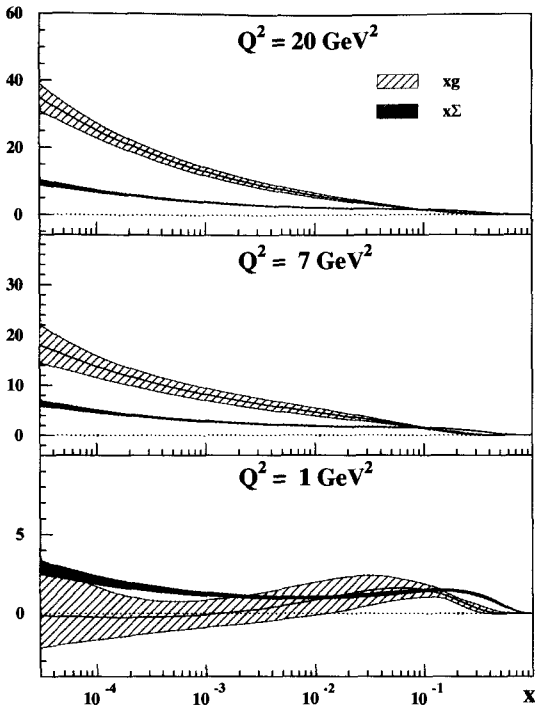 60
Q² = 20 GeV²
xg
xΣ
40
20
0
Q² = 7 GeV²
30
20
10
0
Q² = 1 GeV²
5
0
10⁻⁴ 10⁻³ 10⁻² 10⁻¹ X